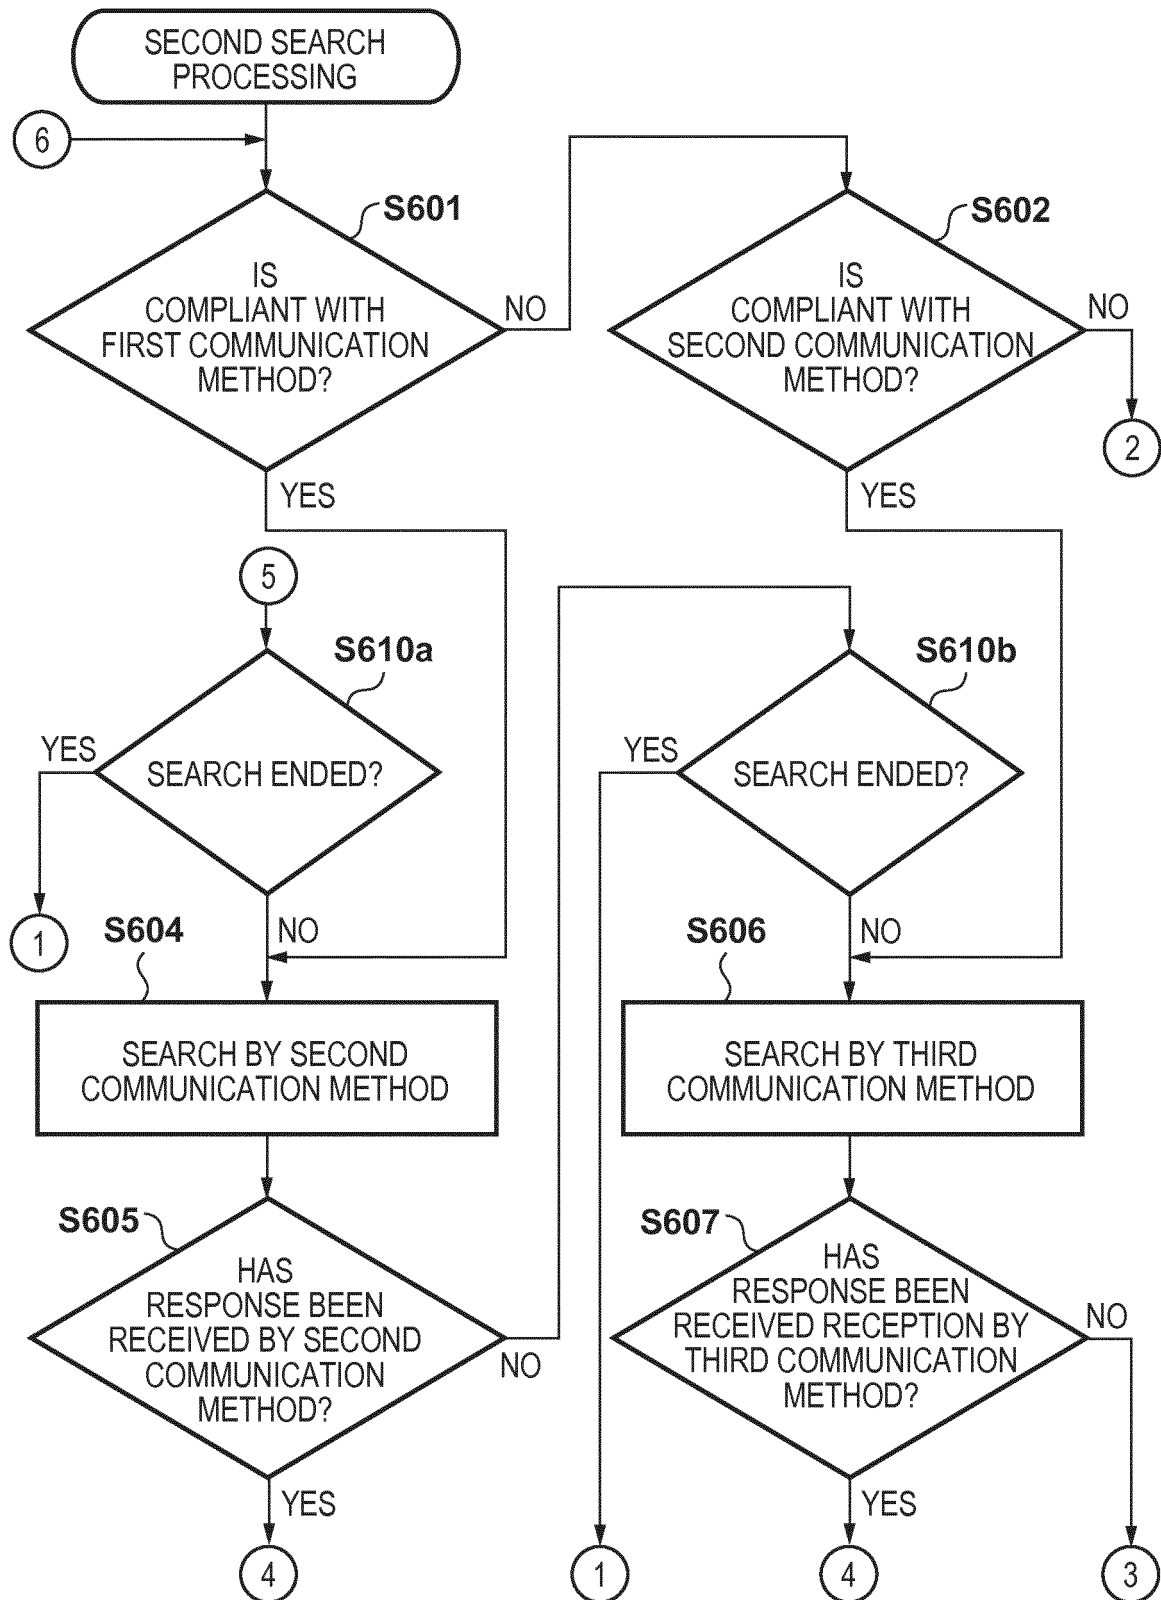 SECOND SEARCH
PROCESSING
6
S601
IS
COMPLIANT WITH
FIRST COMMUNICATION
METHOD?
NO
YES
S602
IS
COMPLIANT WITH
SECOND COMMUNICATION
METHOD?
NO
2
YES
5
S610a
SEARCH ENDED?
YES
1
NO
S610b
SEARCH ENDED?
YES
NO
S604
SEARCH BY SECOND
COMMUNICATION METHOD
S606
SEARCH BY THIRD
COMMUNICATION METHOD
S605
HAS
RESPONSE BEEN
RECEIVED BY SECOND
COMMUNICATION
METHOD?
NO
YES
4
S607
HAS
RESPONSE BEEN
RECEIVED RECEPTION BY
THIRD COMMUNICATION
METHOD?
NO
YES
1
4
3